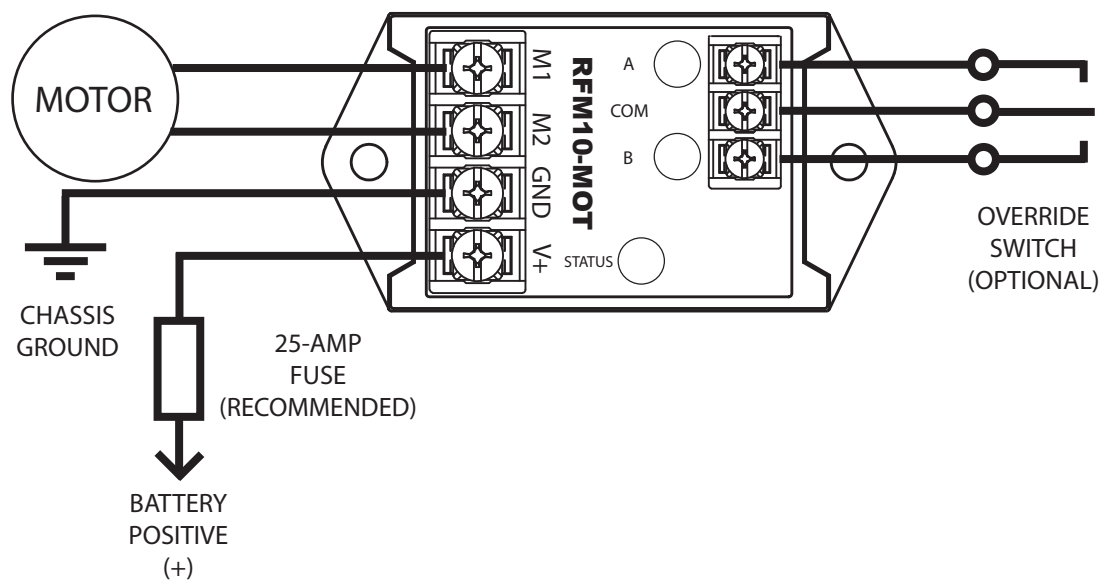 MOTOR
M1
M2
GND
V+
RFM10-MOT
A
COM
B
STATUS
OVERRIDE
SWITCH
(OPTIONAL)
CHASSIS
GROUND
25-AMP
FUSE
(RECOMMENDED)
BATTERY
POSITIVE
(+)